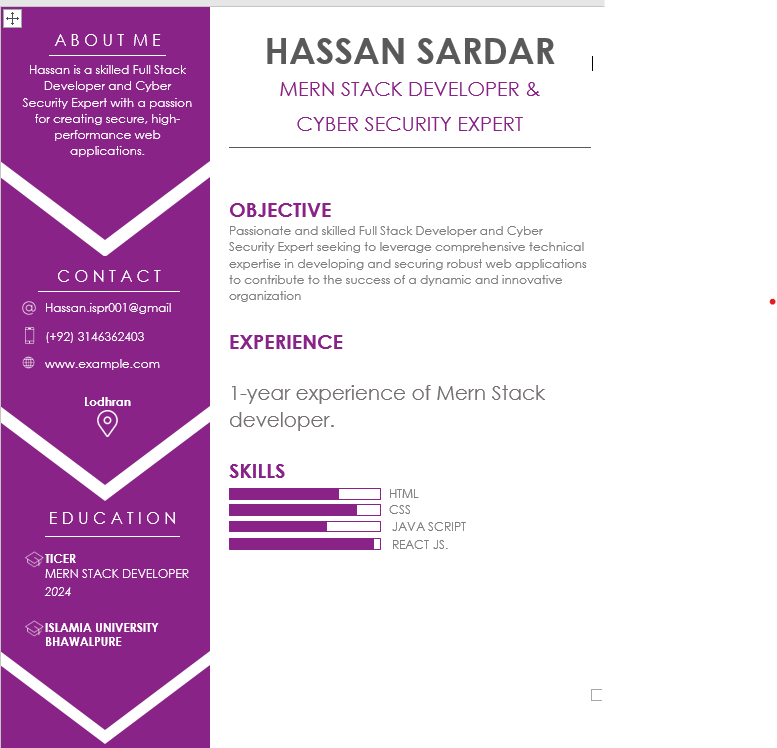 ABOUT ME
Hassan is a skilled Full Stack
Developer and Cyber
Security Expert with a passion
for creating secure, high-
performance web
applications.
CONTACT
Hassan.ispr001@gmail
(+92) 3146362403
www.example.com
Lodhran
EDUCATION
TICER
MERN STACK DEVELOPER
2024
ISLAMIA UNIVERSITY
BHAWALPURE
HASSAN SARDAR
MERN STACK DEVELOPER &
CYBER SECURITY EXPERT
OBJECTIVE
Passionate and skilled Full Stack Developer and Cyber
Security Expert seeking to leverage comprehensive technical
expertise in developing and securing robust web applications
to contribute to the success of a dynamic and innovative
organization
EXPERIENCE
1-year experience of Mern Stack
developer.
SKILLS
HTML
CSS
JAVA SCRIPT
REACT JS.